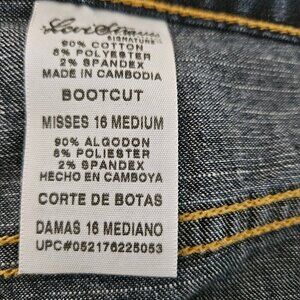 Levi Strauss
SIGNATURE
90% COTTON
8% POLYESTER
2% SPANDEX
MADE IN CAMBODIA
BOOTCUT
MISSES 16 MEDIUM
90% ALGODON
8% POLIESTER
2% SPANDEX
HECHO EN CAMBOYA
CORTE DE BOTAS
DAMAS 16 MEDIANO
UPC#052176225053